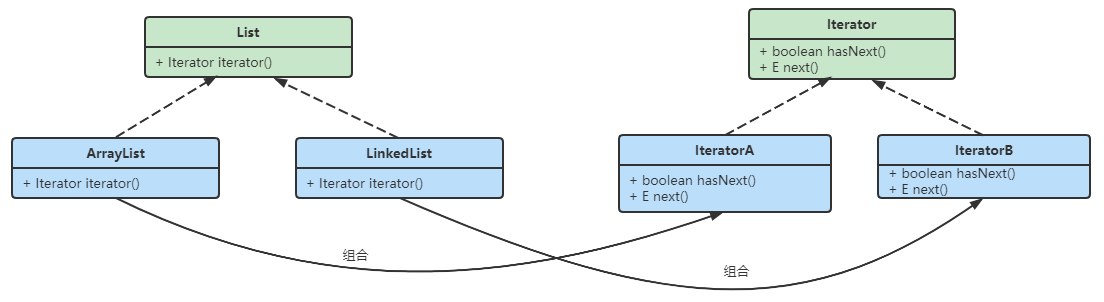 List
+ Iterator iterator()
Iterator
+ boolean hasNext()
+ E next()
ArrayList
+ Iterator iterator()
LinkedList
+ Iterator iterator()
IteratorA
+ boolean hasNext()
+ E next()
IteratorB
+ boolean hasNext()
+ E next()
组合
组合